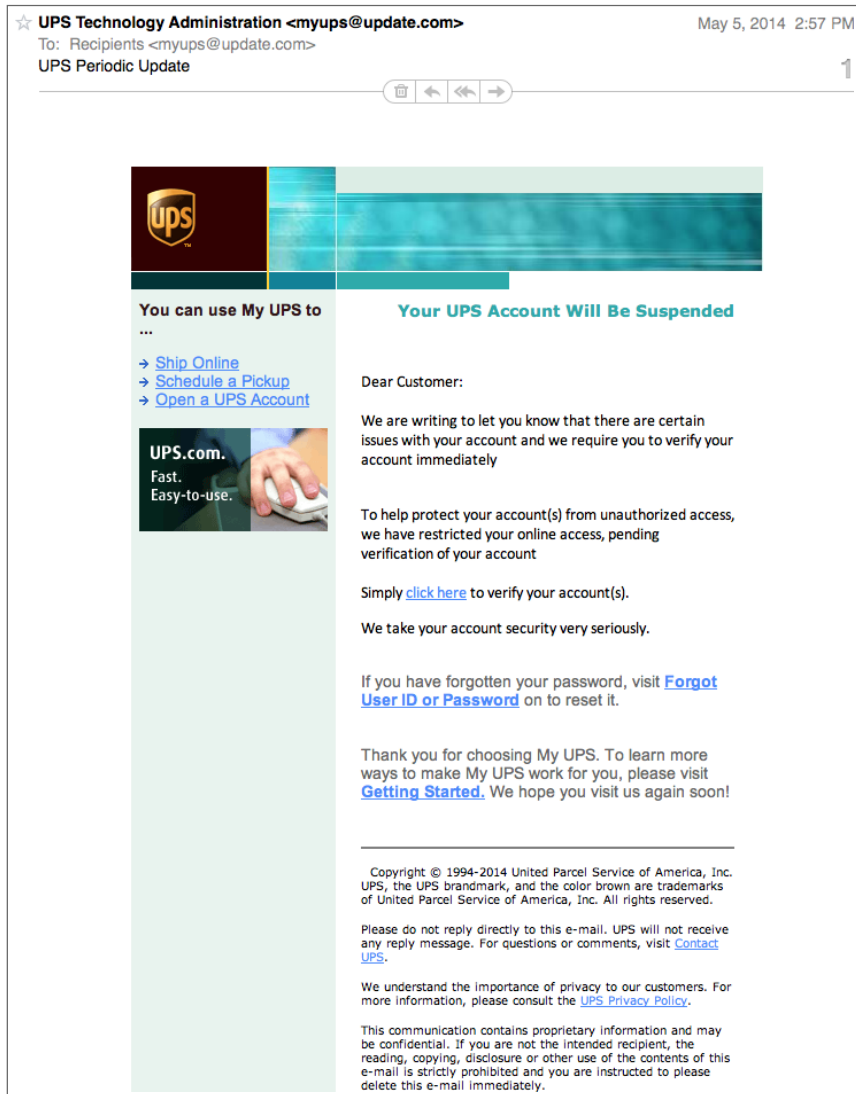 UPS Technology Administration <myups@update.com>
May 5, 2014 2:57 PM
To: Recipients <myups@update.com>
UPS Periodic Update
1
ups
TM
You can use My UPS to
...
Ship Online
Schedule a Pickup
Open a UPS Account
UPS.com.
Fast.
Easy-to-use.
Your UPS Account Will Be Suspended
Dear Customer:
We are writing to let you know that there are certain
issues with your account and we require you to verify your
account immediately
To help protect your account(s) from unauthorized access,
we have restricted your online access, pending
verification of your account
Simply click here to verify your account(s).
We take your account security very seriously.
If you have forgotten your password, visit Forgot
User ID or Password on to reset it.
Thank you for choosing My UPS. To learn more
ways to make My UPS work for you, please visit
Getting Started. We hope you visit us again soon!
Copyright © 1994-2014 United Parcel Service of America, Inc.
UPS, the UPS brandmark, and the color brown are trademarks
of United Parcel Service of America, Inc. All rights reserved.
Please do not reply directly to this e-mail. UPS will not receive
any reply message. For questions or comments, visit Contact
UPS.
We understand the importance of privacy to our customers. For
more information, please consult the UPS Privacy Policy.
This communication contains proprietary information and may
be confidential. If you are not the intended recipient, the
reading, copying, disclosure or other use of the contents of this
e-mail is strictly prohibited and you are instructed to please
delete this e-mail immediately.